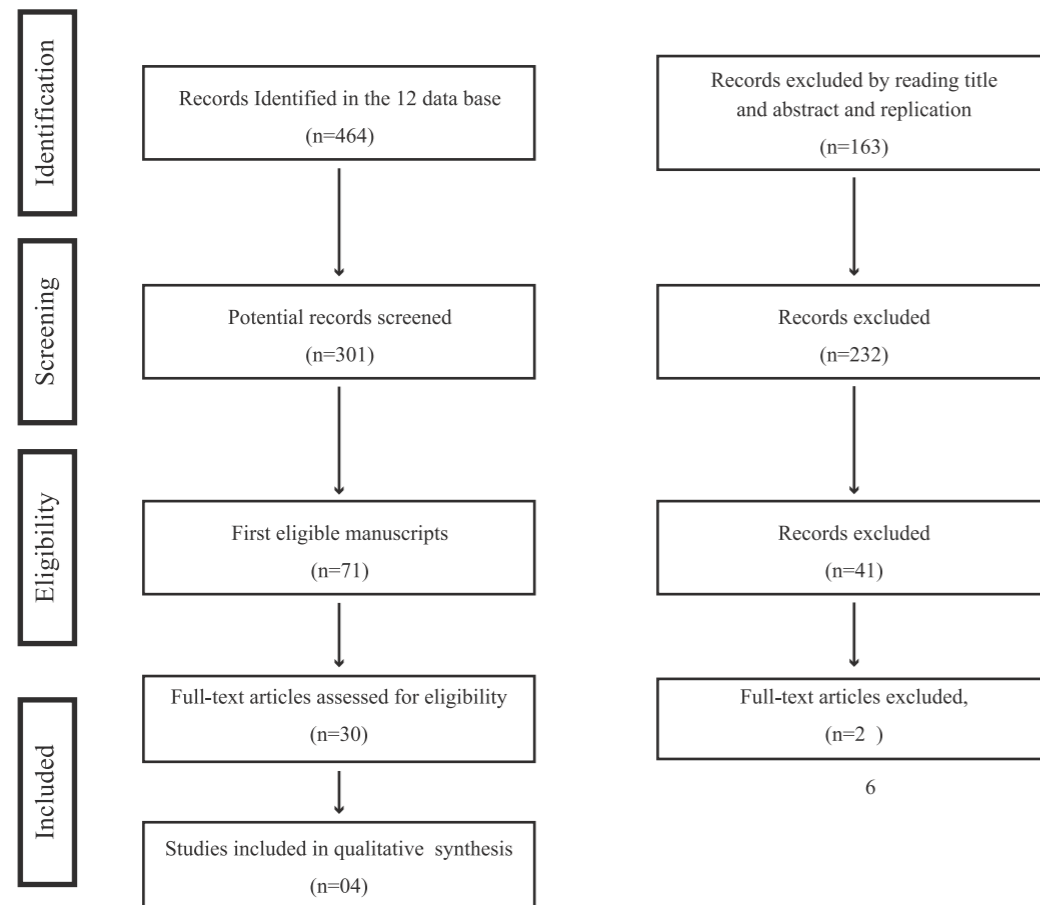 Identification
Records Identified in the 12 data base
(n=464)
Records excluded by reading title
and abstract and replication
(n=163)
Screening
Potential records screened
(n=301)
Records excluded
(n=232)
Eligibility
First eligible manuscripts
(n=71)
Records excluded
(n=41)
Included
Full-text articles assessed for eligibility
(n=30)
Full-text articles excluded,
(n=2 )
6
Studies included in qualitative synthesis
(n=04)